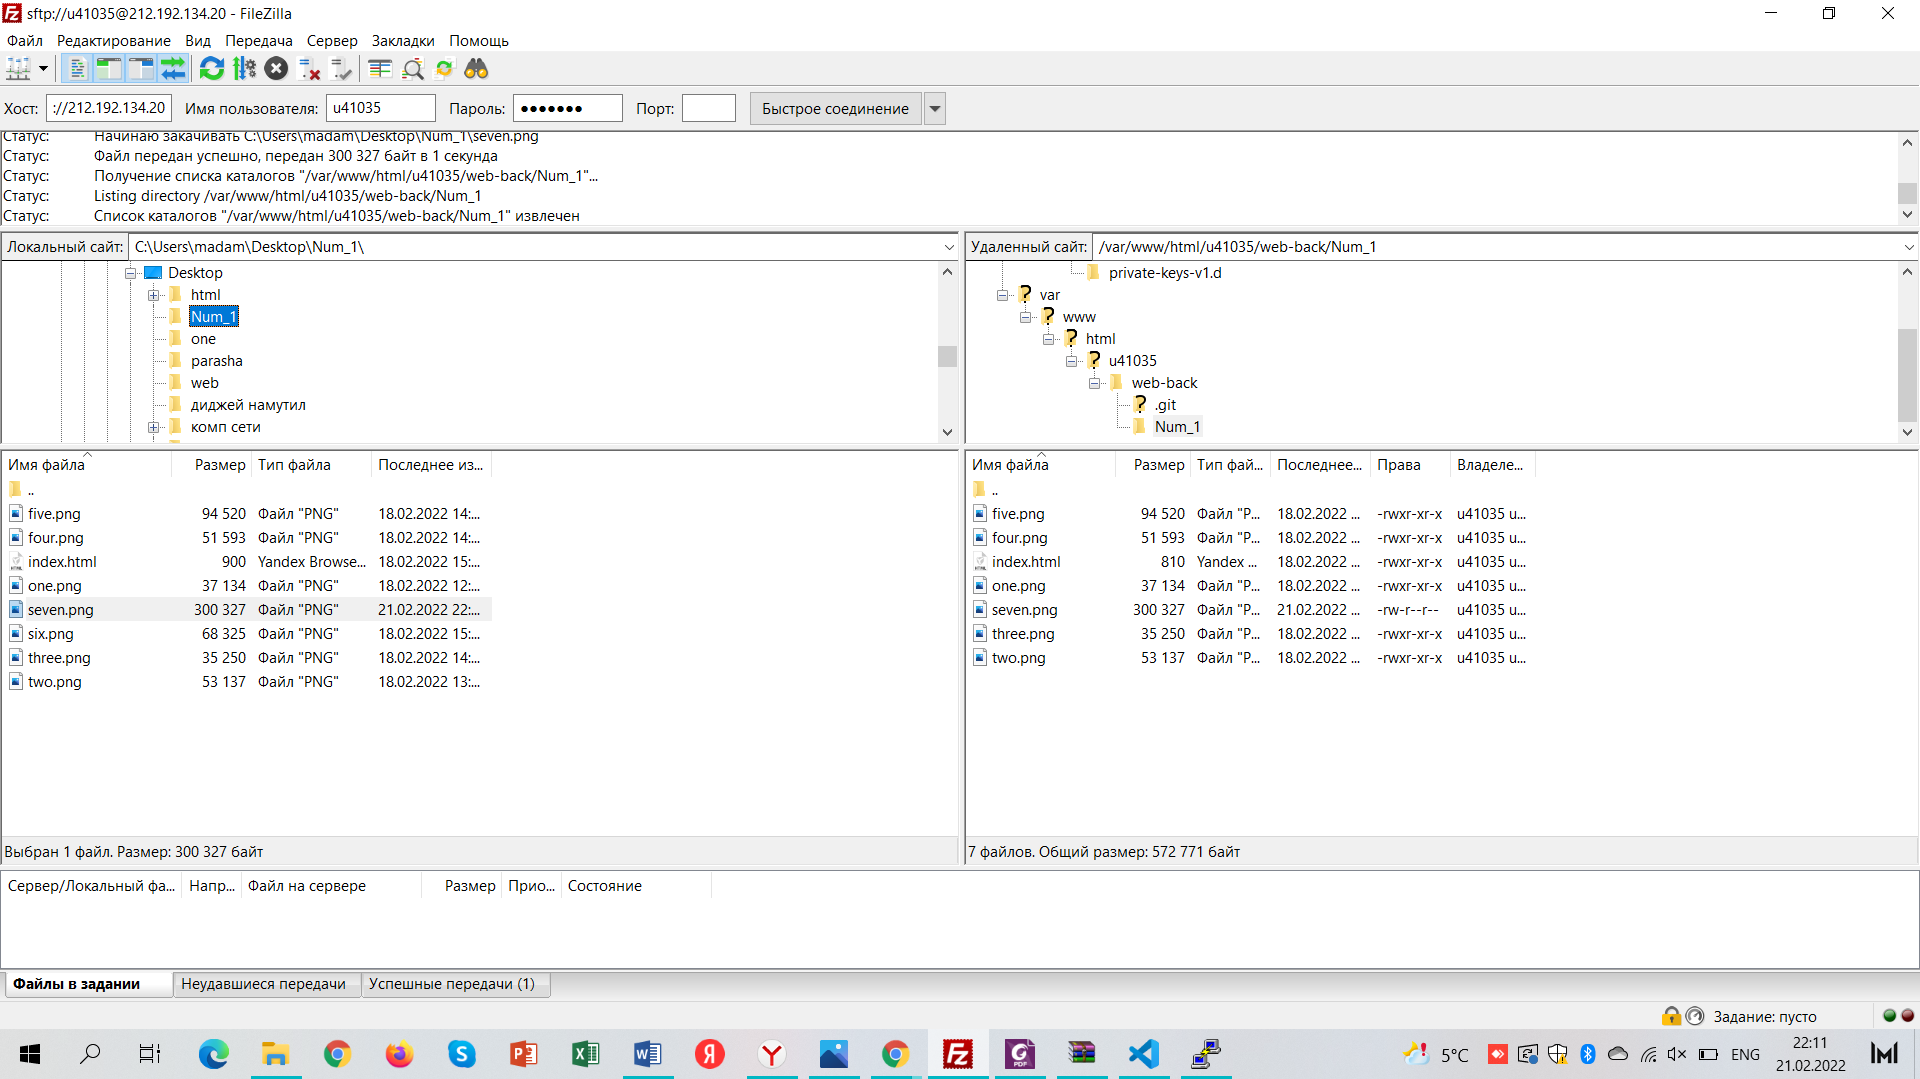 sftp://u41035@212.192.134.20 - FileZilla
Файл Редактирование Вид Передача Сервер Закладки Помощь
Хост: ://212.192.134.20 Имя пользователя: u41035 Пароль: ●●●●●●● Порт: Быстрое соединение
Статус: Начинаю закачивать C:\Users\madam\Desktop\Num_1\seven.png
Статус: Файл передан успешно, передан 300 327 байт в 1 секунда
Статус: Получение списка каталогов "/var/www/html/u41035/web-back/Num_1"...
Статус: Listing directory /var/www/html/u41035/web-back/Num_1
Статус: Список каталогов "/var/www/html/u41035/web-back/Num_1" извлечен
Локальный сайт: C:\Users\madam\Desktop\Num_1\
Desktop
html
Num_1
one
parasha
web
диджей намутил
комп сети
Удаленный сайт: /var/www/html/u41035/web-back/Num_1
private-keys-v1.d
var
www
html
u41035
web-back
.git
Num_1
Имя файла Размер Тип файла Последнее из...
..
five.png 94 520 Файл "PNG" 18.02.2022 14:...
four.png 51 593 Файл "PNG" 18.02.2022 14:...
index.html 900 Yandex Browse... 18.02.2022 15:...
one.png 37 134 Файл "PNG" 18.02.2022 12:...
seven.png 300 327 Файл "PNG" 21.02.2022 22:...
six.png 68 325 Файл "PNG" 18.02.2022 15:...
three.png 35 250 Файл "PNG" 18.02.2022 14:...
two.png 53 137 Файл "PNG" 18.02.2022 13:...
Выбран 1 файл. Размер: 300 327 байт
Имя файла Размер Тип фай... Последнее... Права Владеле...
..
five.png 94 520 Файл "P... 18.02.2022 ... -rwxr-xr-x u41035 u...
four.png 51 593 Файл "P... 18.02.2022 ... -rwxr-xr-x u41035 u...
index.html 810 Yandex ... 18.02.2022 ... -rwxr-xr-x u41035 u...
one.png 37 134 Файл "P... 18.02.2022 ... -rwxr-xr-x u41035 u...
seven.png 300 327 Файл "P... 21.02.2022 ... -rw-r--r-- u41035 u...
three.png 35 250 Файл "P... 18.02.2022 ... -rwxr-xr-x u41035 u...
two.png 53 137 Файл "P... 18.02.2022 ... -rwxr-xr-x u41035 u...
7 файлов. Общий размер: 572 771 байт
Сервер/Локальный фа... Напр... Файл на сервере Размер Прио... Состояние
Файлы в задании Неудавшиеся передачи Успешные передачи (1)
Задание: пусто
5°C ENG 22:11
21.02.2022